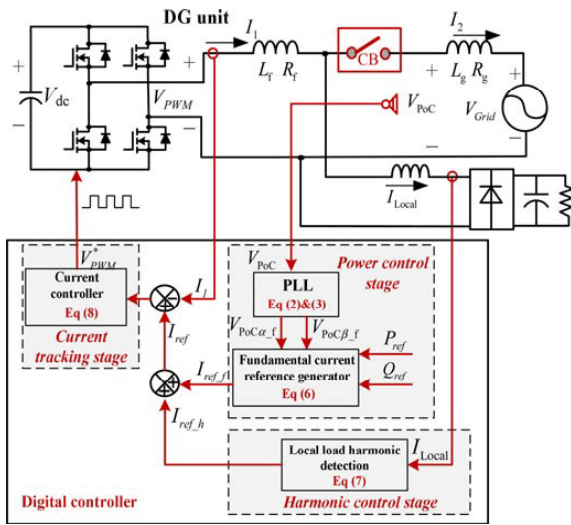 DG unit
I1
Lf Rf
CB
I2
Lg Rg
+
Vdc
−
+
VPWM
−
+
VPoC
−
+
VGrid
−
ILocal
V*PWM
Current
controller
Eq (8)
Current
tracking stage
I1
Iref
Iref_f
Iref_h
VPoC
Power control
stage
PLL
Eq (2)&(3)
VPoCα_f
VPoCβ_f
Fundamental current
reference generator
Eq (6)
Pref
Qref
Local load harmonic
detection
Eq (7)
ILocal
Harmonic control stage
Digital controller